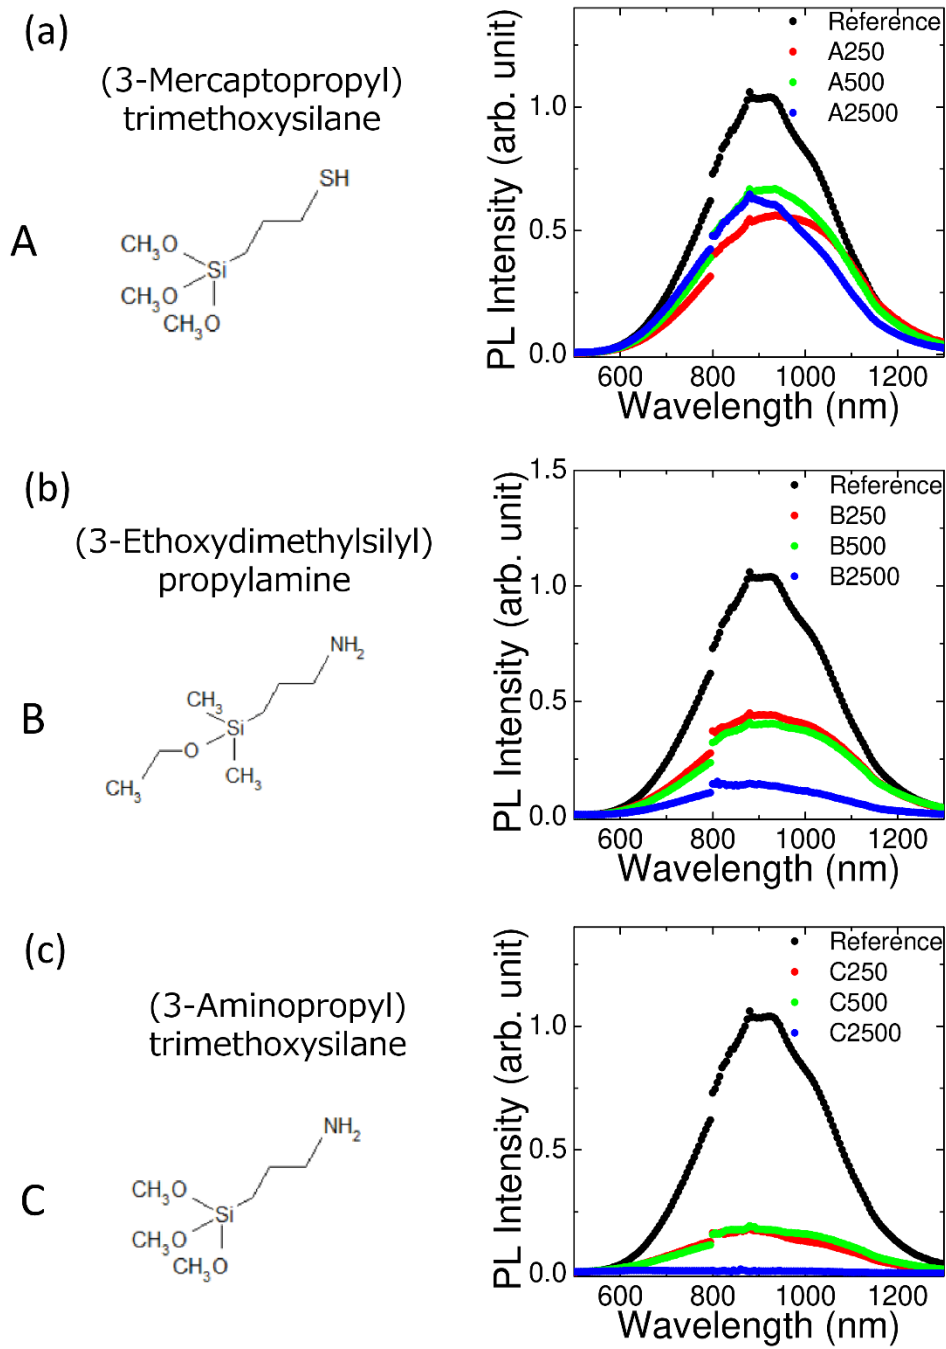 (a)
(3-Mercaptopropyl)
trimethoxysilane
A
SH
CH₃O
Si
CH₃O
CH₃O
PL Intensity (arb. unit)
1.0
0.5
0.0
Reference
A250
A500
A2500
600 800 1000 1200
Wavelength (nm)
(b)
(3-Ethoxydimethylsilyl)
propylamine
B
NH₂
CH₃
Si
O
CH₃
CH₃
PL Intensity (arb. unit)
1.5
1.0
0.5
0.0
Reference
B250
B500
B2500
600 800 1000 1200
Wavelength (nm)
(c)
(3-Aminopropyl)
trimethoxysilane
C
NH₂
CH₃O
Si
CH₃O
CH₃O
PL Intensity (arb. unit)
1.0
0.5
0.0
Reference
C250
C500
C2500
600 800 1000 1200
Wavelength (nm)